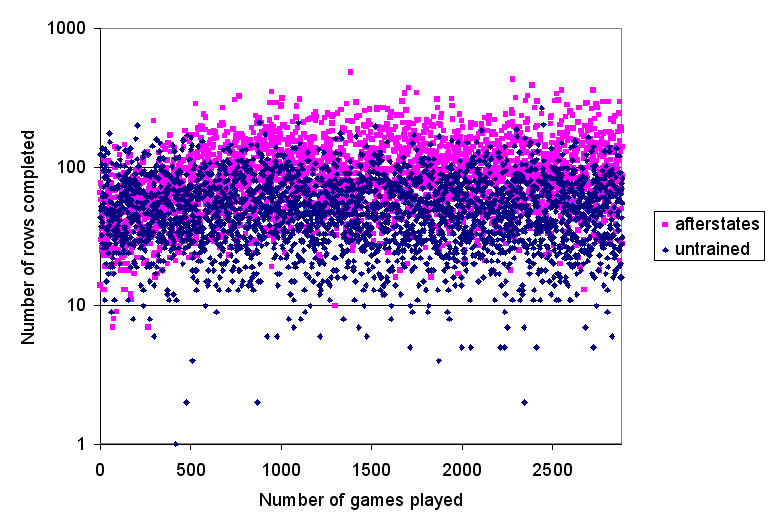 1000
100
10
1
Number of rows completed
0 500 1000 1500 2000 2500
Number of games played
afterstates
untrained